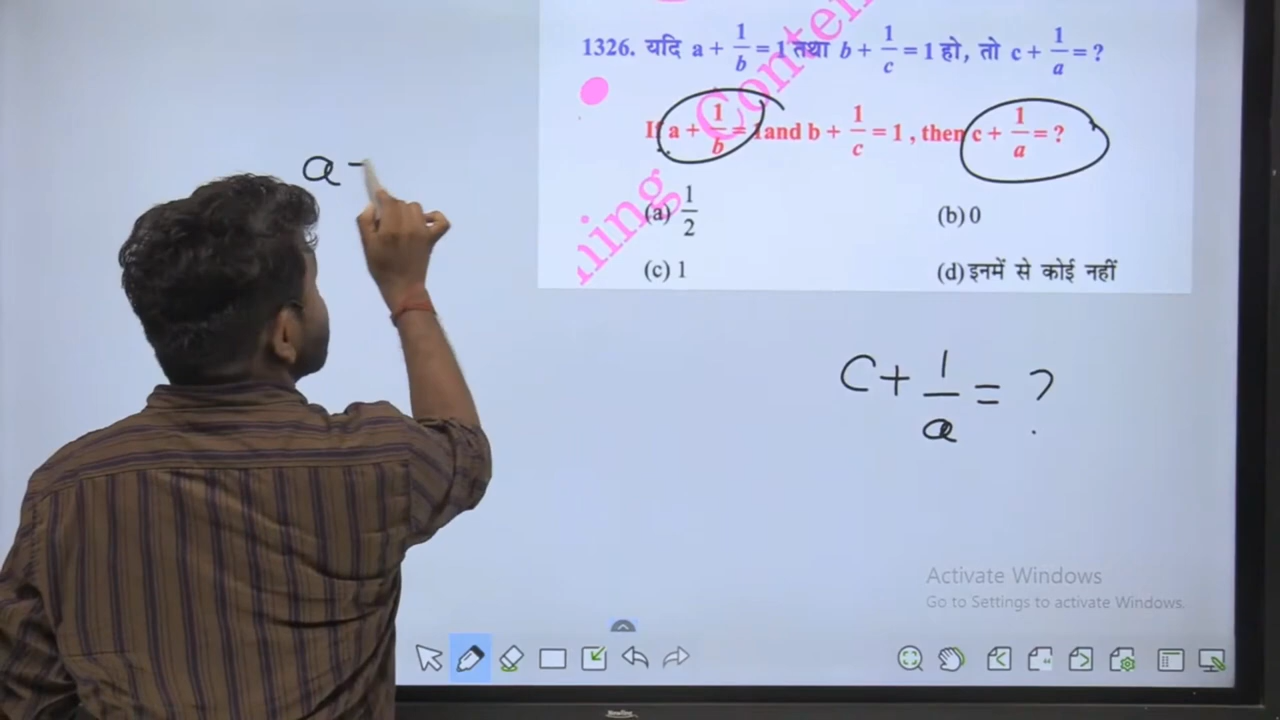 1326. यदि a + 1/b = 1 तथा b + 1/c = 1 हो, तो c + 1/a = ?
If a + 1/b = 1 and b + 1/c = 1 , then c + 1/a = ?
(a) 1/2 (b) 0
(c) 1 (d) इनमें से कोई नहीं
a
C + 1/a = ?
Activate Windows
Go to Settings to activate Windows.